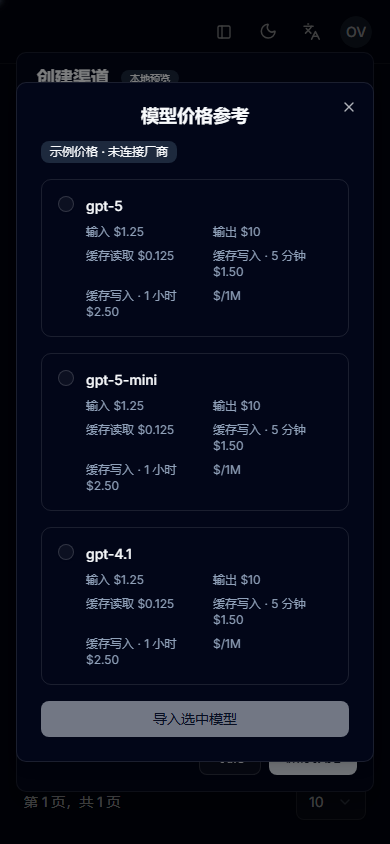 OV
创建渠道
本地预览
模型价格参考
示例价格 · 未连接厂商
gpt-5
输入 $1.25
输出 $10
缓存读取 $0.125
缓存写入 · 5 分钟
$1.50
缓存写入 · 1 小时
$2.50
$/1M
gpt-5-mini
输入 $1.25
输出 $10
缓存读取 $0.125
缓存写入 · 5 分钟
$1.50
缓存写入 · 1 小时
$2.50
$/1M
gpt-4.1
输入 $1.25
输出 $10
缓存读取 $0.125
缓存写入 · 5 分钟
$1.50
缓存写入 · 1 小时
$2.50
$/1M
导入选中模型
第 1 页，共 1 页
10